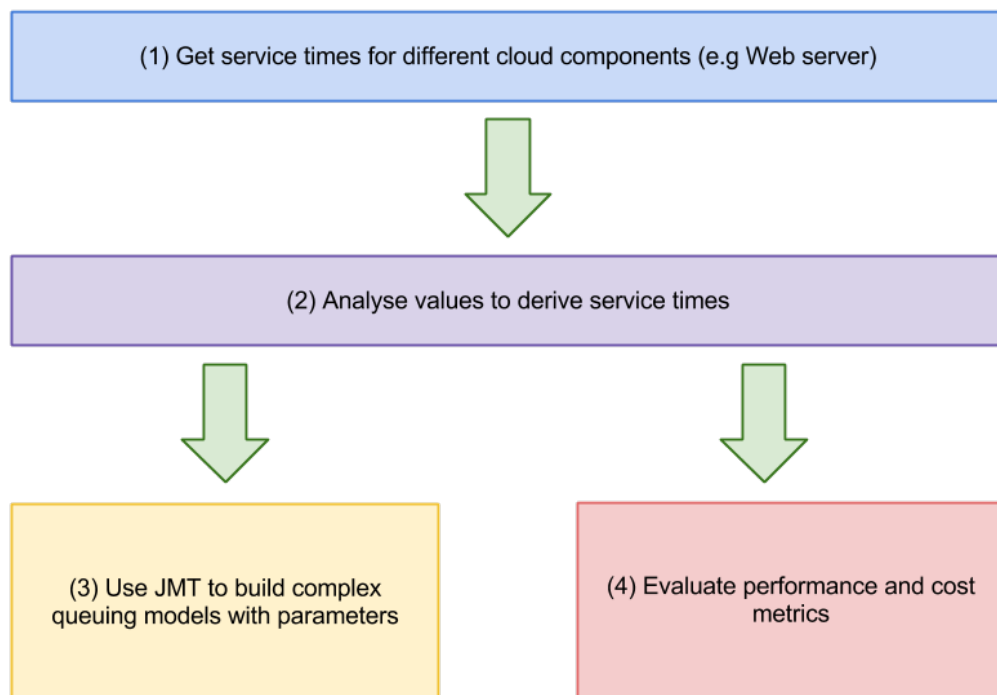 (1) Get service times for different cloud components (e.g Web server)
(2) Analyse values to derive service times
(3) Use JMT to build complex
queuing models with parameters
(4) Evaluate performance and cost
metrics